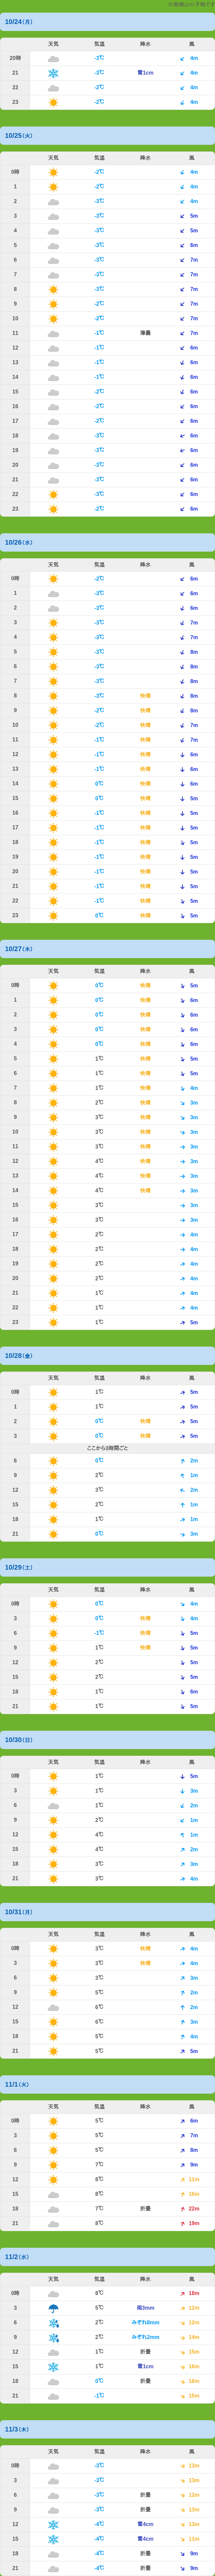 10/24(月)
天気 気温 降水 風
20時 -3℃ 4m
21 -3℃ 雪1cm 4m
22 -2℃ 4m
23 -2℃ 4m
10/25(火)
天気 気温 降水 風
0時 -2℃ 4m
1 -2℃ 4m
2 -3℃ 4m
3 -3℃ 5m
4 -3℃ 5m
5 -3℃ 6m
6 -3℃ 7m
7 -3℃ 7m
8 -3℃ 7m
9 -2℃ 7m
10 -2℃ 7m
11 -1℃ 薄曇 7m
12 -1℃ 6m
13 -1℃ 6m
14 -1℃ 6m
15 -2℃ 6m
16 -2℃ 6m
17 -2℃ 6m
18 -3℃ 6m
19 -3℃ 6m
20 -3℃ 6m
21 -3℃ 6m
22 -3℃ 6m
23 -2℃ 6m
10/26(水)
天気 気温 降水 風
0時 -2℃ 6m
1 -3℃ 6m
2 -3℃ 6m
3 -3℃ 7m
4 -3℃ 7m
5 -3℃ 8m
6 -3℃ 8m
7 -3℃ 8m
8 -3℃ 快晴 8m
9 -2℃ 快晴 8m
10 -2℃ 快晴 7m
11 -1℃ 快晴 7m
12 -1℃ 快晴 6m
13 -1℃ 快晴 6m
14 0℃ 快晴 6m
15 0℃ 快晴 5m
16 -1℃ 快晴 5m
17 -1℃ 快晴 5m
18 -1℃ 快晴 5m
19 -1℃ 快晴 5m
20 -1℃ 快晴 5m
21 -1℃ 快晴 5m
22 -1℃ 快晴 5m
23 0℃ 快晴 5m
10/27(木)
天気 気温 降水 風
0時 0℃ 快晴 5m
1 0℃ 快晴 6m
2 0℃ 快晴 5m
3 0℃ 快晴 5m
4 0℃ 快晴 5m
5 1℃ 快晴 5m
6 1℃ 快晴 5m
7 1℃ 快晴 4m
8 2℃ 快晴 3m
9 3℃ 快晴 3m
10 3℃ 快晴 3m
11 3℃ 快晴 3m
12 4℃ 快晴 3m
13 4℃ 快晴 3m
14 4℃ 快晴 3m
15 3℃ 3m
16 3℃ 3m
17 2℃ 4m
18 2℃ 4m
19 2℃ 4m
20 2℃ 4m
21 1℃ 4m
22 1℃ 4m
23 1℃ 5m
10/28(金)
天気 気温 降水 風
0時 1℃ 5m
1 1℃ 5m
2 0℃ 快晴 5m
3 0℃ 快晴 5m
ここから3時間ごと
6 0℃ 2m
9 2℃ 1m
12 3℃ 2m
15 2℃ 1m
18 1℃ 1m
21 0℃ 3m
10/29(土)
天気 気温 降水 風
0時 0℃ 4m
3 0℃ 快晴 4m
6 -1℃ 快晴 5m
9 1℃ 快晴 5m
12 2℃ 5m
15 2℃ 5m
18 1℃ 6m
21 1℃ 5m
10/30(日)
天気 気温 降水 風
0時 1℃ 5m
3 1℃ 3m
6 1℃ 2m
9 2℃ 1m
12 4℃ 1m
15 4℃ 2m
18 3℃ 3m
21 3℃ 4m
10/31(月)
天気 気温 降水 風
0時 3℃ 快晴 4m
3 3℃ 快晴 4m
6 3℃ 3m
9 5℃ 2m
12 6℃ 2m
15 6℃ 3m
18 5℃ 4m
21 5℃ 5m
11/1(火)
天気 気温 降水 風
0時 5℃ 6m
3 5℃ 7m
6 5℃ 8m
9 7℃ 9m
12 8℃ 11m
15 8℃ 16m
18 7℃ 折曇 22m
21 8℃ 19m
11/2(水)
天気 気温 降水 風
0時 8℃ 18m
3 5℃ 雨3mm 12m
6 2℃ みぞれ8mm 12m
9 2℃ みぞれ2mm 14m
12 1℃ 折曇 15m
15 1℃ 雪1cm 16m
18 0℃ 折曇 16m
21 -1℃ 15m
11/3(木)
天気 気温 降水 風
0時 -3℃ 13m
3 -3℃ 13m
6 -3℃ 折曇 12m
9 -3℃ 折曇 13m
12 -4℃ 雪4cm 13m
15 -4℃ 雪4cm 11m
18 -4℃ 折曇 9m
21 -4℃ 折曇 9m